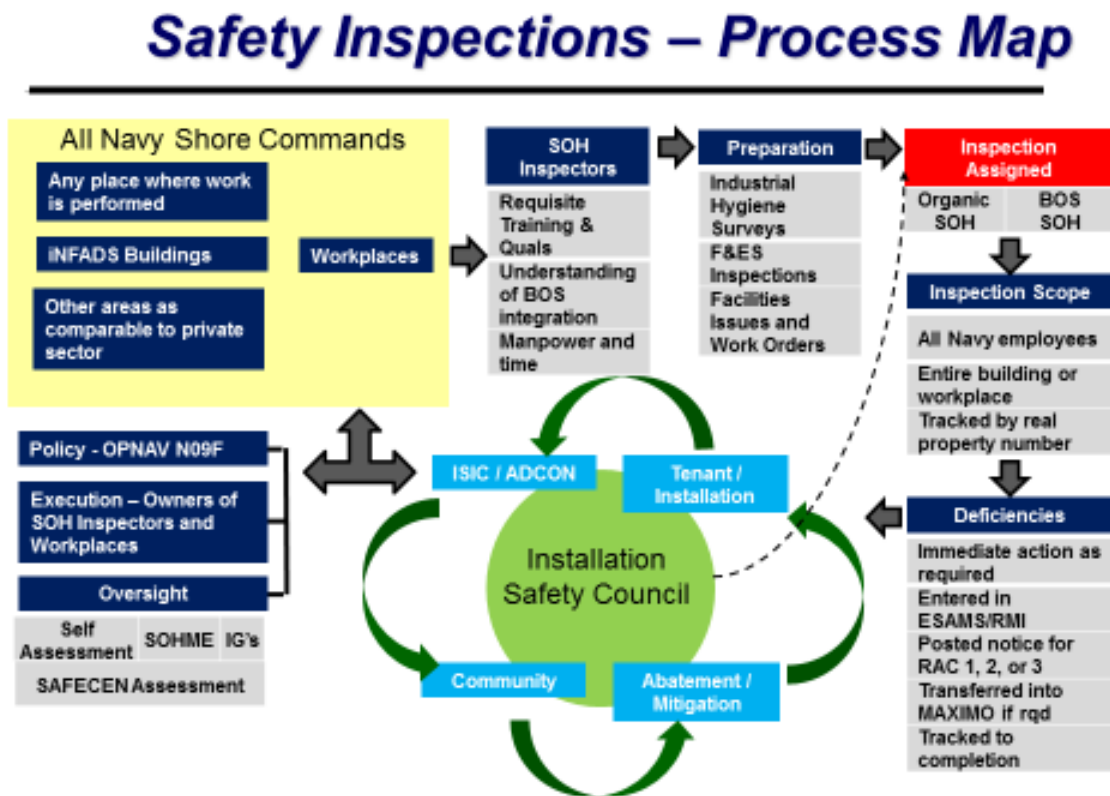 Safety Inspections – Process Map
All Navy Shore Commands
Any place where work
is performed
iNFADS Buildings
Other areas as
comparable to private
sector
Workplaces
SOH
Inspectors
Requisite
Training &
Quals
Understanding
of BOS
integration
Manpower and
time
Preparation
Industrial
Hygiene
Surveys
F&ES
Inspections
Facilities
Issues and
Work Orders
Inspection
Assigned
Organic
SOH
BOS
SOH
Inspection Scope
All Navy employees
Entire building or
workplace
Tracked by real
property number
Deficiencies
Immediate action as
required
Entered in
ESAMS/RMI
Posted notice for
RAC 1, 2, or 3
Transferred into
MAXIMO if rqd
Tracked to
completion
Policy - OPNAV N09F
Execution – Owners of
SOH Inspectors and
Workplaces
Oversight
Self
Assessment
SOHME
IG's
SAFECEN Assessment
ISIC / ADCON
Tenant /
Installation
Installation
Safety Council
Community
Abatement /
Mitigation